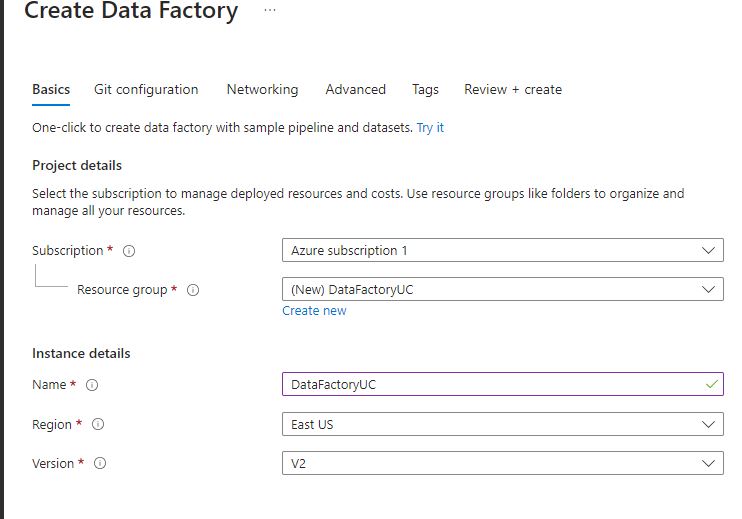 Create Data Factory ...
Basics Git configuration Networking Advanced Tags Review + create
One-click to create data factory with sample pipeline and datasets. Try it
Project details
Select the subscription to manage deployed resources and costs. Use resource groups like folders to organize and
manage all your resources.
Subscription * Azure subscription 1
Resource group * (New) DataFactoryUC
Create new
Instance details
Name * DataFactoryUC
Region * East US
Version * V2